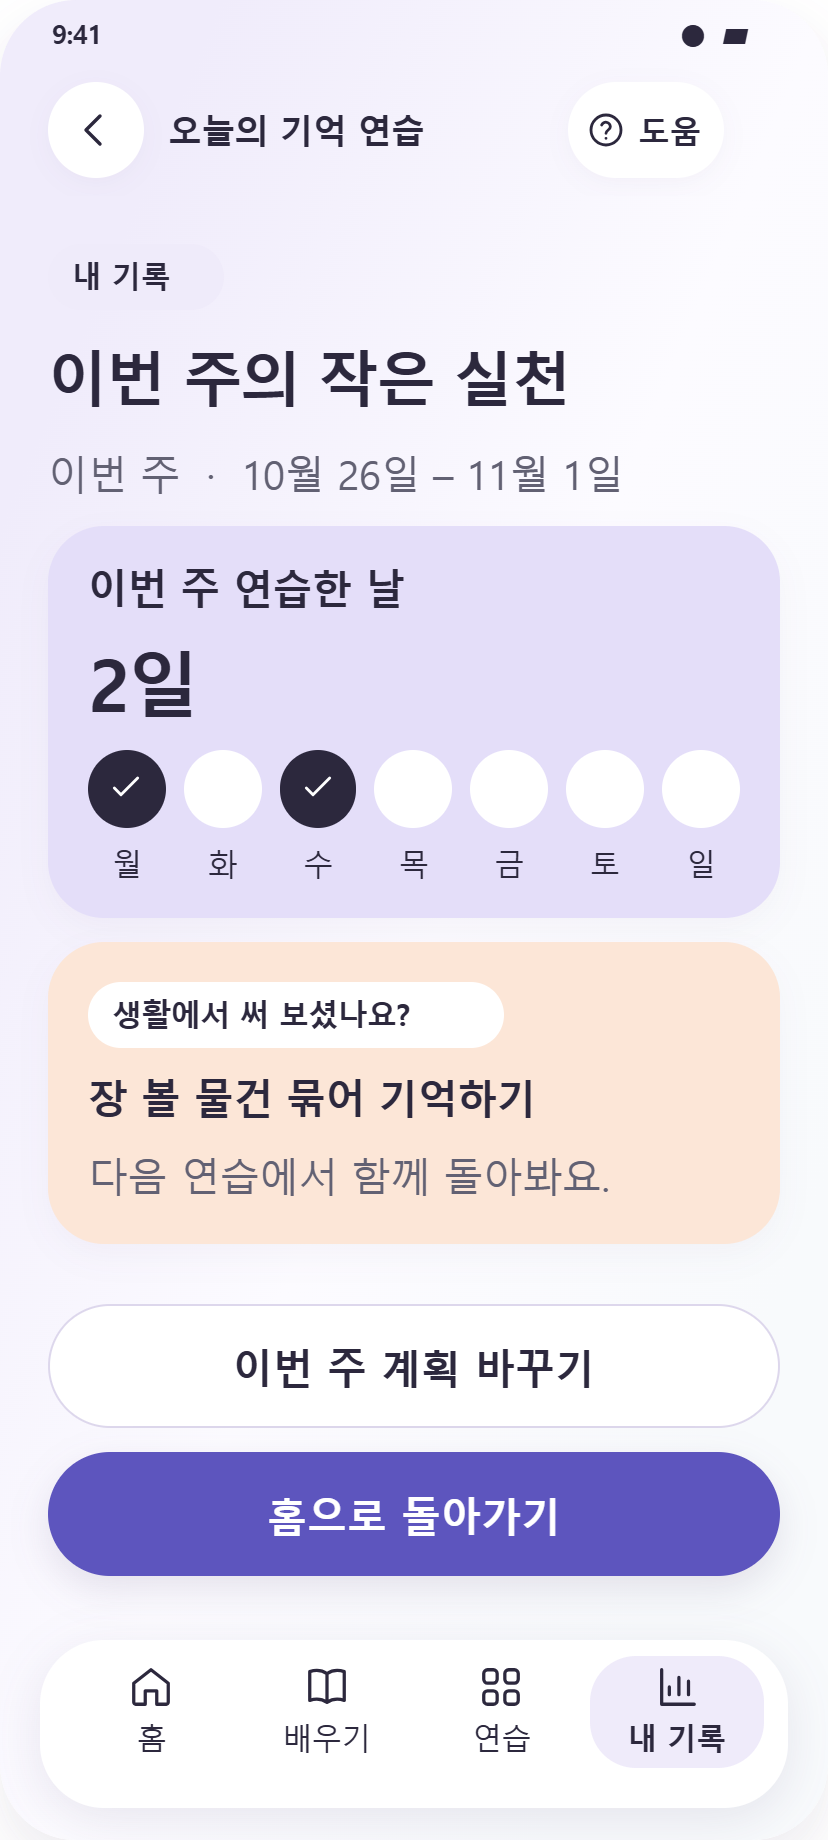 9:41
오늘의 기억 연습
도움
내 기록
이번 주의 작은 실천
이번 주 · 10월 26일 – 11월 1일
이번 주 연습한 날
2일
월 화 수 목 금 토 일
생활에서 써 보셨나요?
장 볼 물건 묶어 기억하기
다음 연습에서 함께 돌아봐요.
이번 주 계획 바꾸기
홈으로 돌아가기
홈 배우기 연습 내 기록